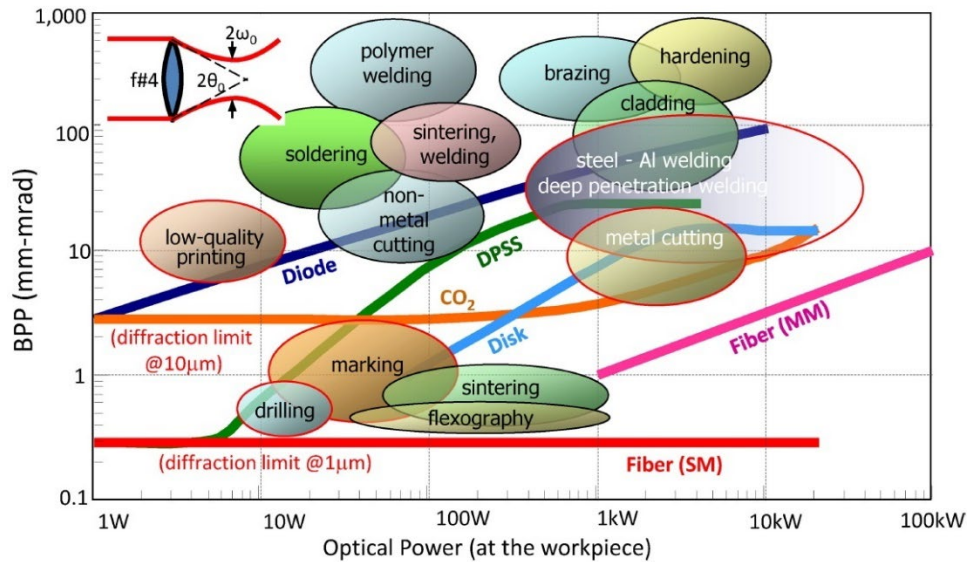 1,000
100
10
1
0.1
BPP (mm-mrad)
2ω₀
f#4
2θ₀
polymer
welding
brazing
hardening
cladding
soldering
sintering,
welding
steel - Al welding
deep penetration welding
non-
metal
cutting
low-quality
printing
metal cutting
Diode
DPSS
CO₂
(diffraction limit
@10μm)
Disk
Fiber (MM)
marking
sintering
drilling
flexography
(diffraction limit @1μm)
Fiber (SM)
1W
10W
100W
1kW
10kW
100kW
Optical Power (at the workpiece)